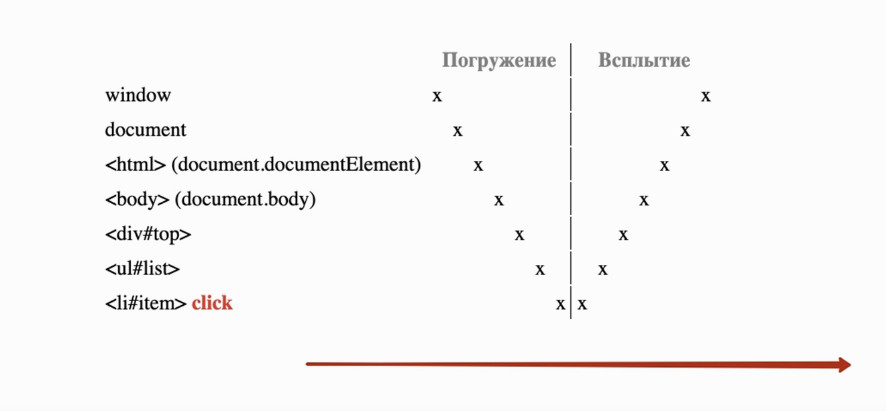 Погружение | Всплытие
window x | x
document x | x
<html> (document.documentElement) x | x
<body> (document.body) x | x
<div#top> x | x
<ul#list> x | x
<li#item> click x | x